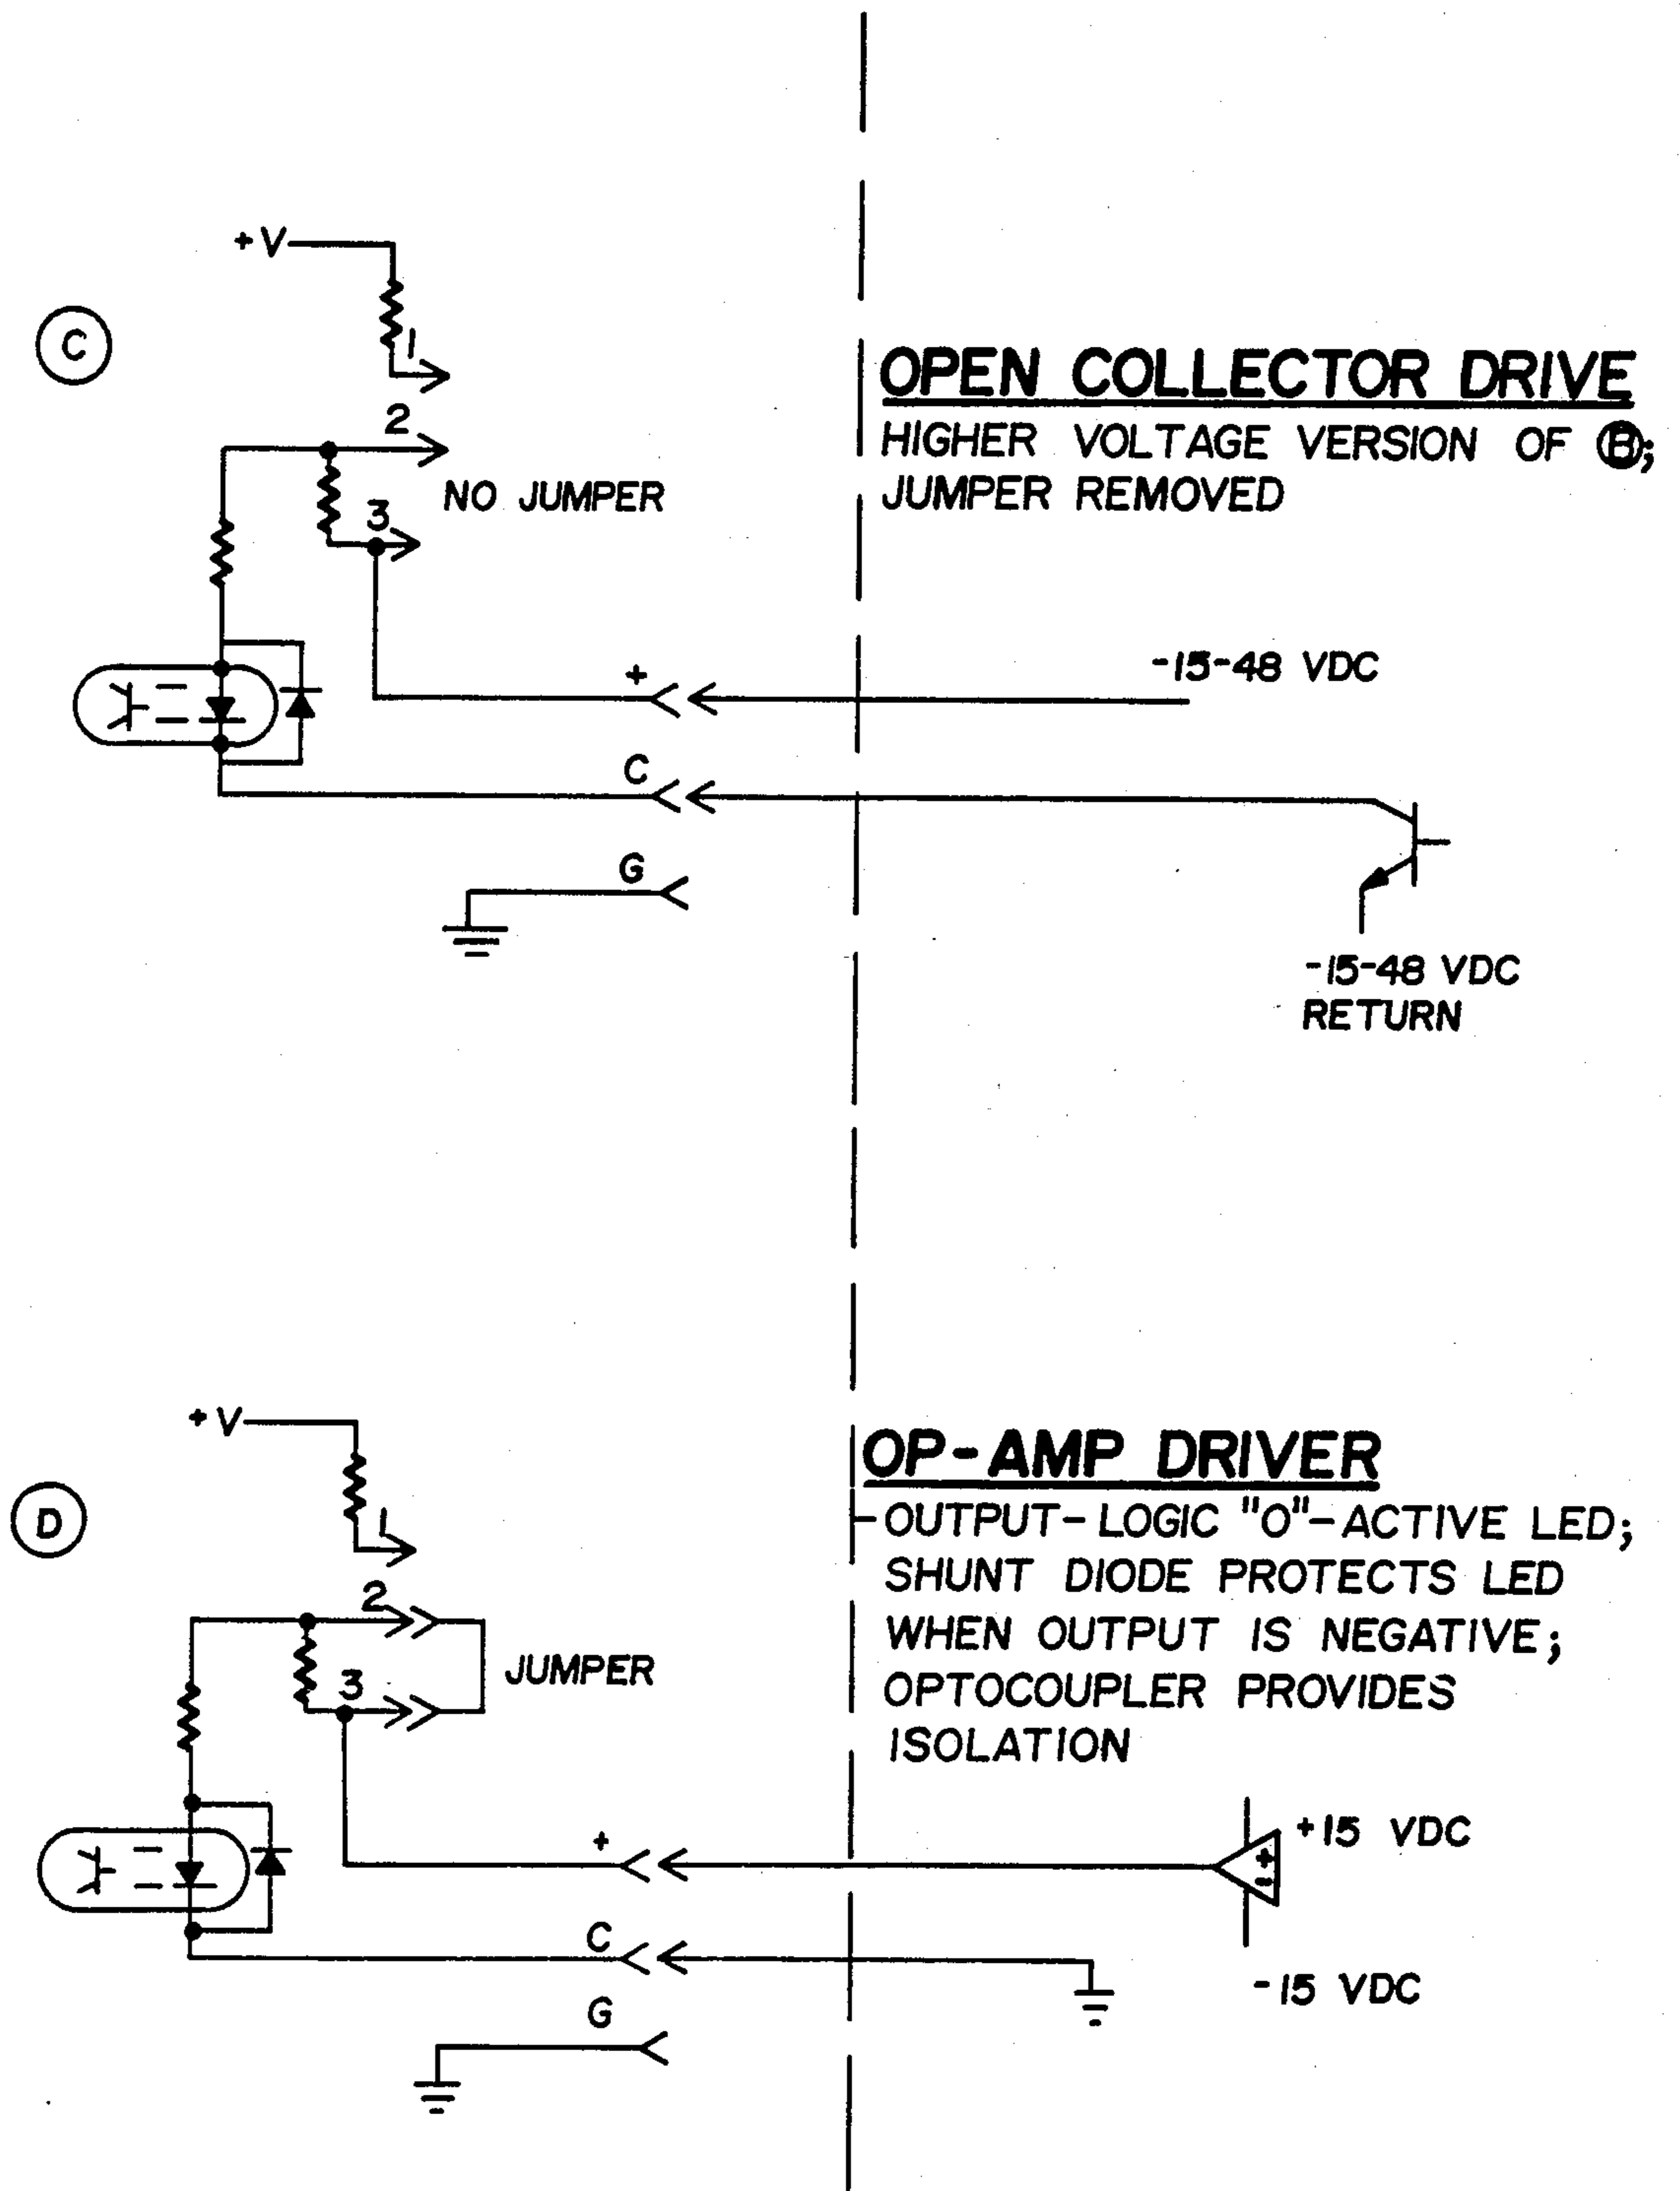 +V
C
1
OPEN COLLECTOR DRIVE
2
HIGHER VOLTAGE VERSION OF Ⓑ;
NO JUMPER
JUMPER REMOVED
3
+
-15-48 VDC
C
G
-15-48 VDC
RETURN
+V
OP-AMP DRIVER
D
1
-OUTPUT-LOGIC "0"-ACTIVE LED;
SHUNT DIODE PROTECTS LED
2
WHEN OUTPUT IS NEGATIVE;
JUMPER
3
OPTOCOUPLER PROVIDES
ISOLATION
+
+15 VDC
+
-
C
-15 VDC
G